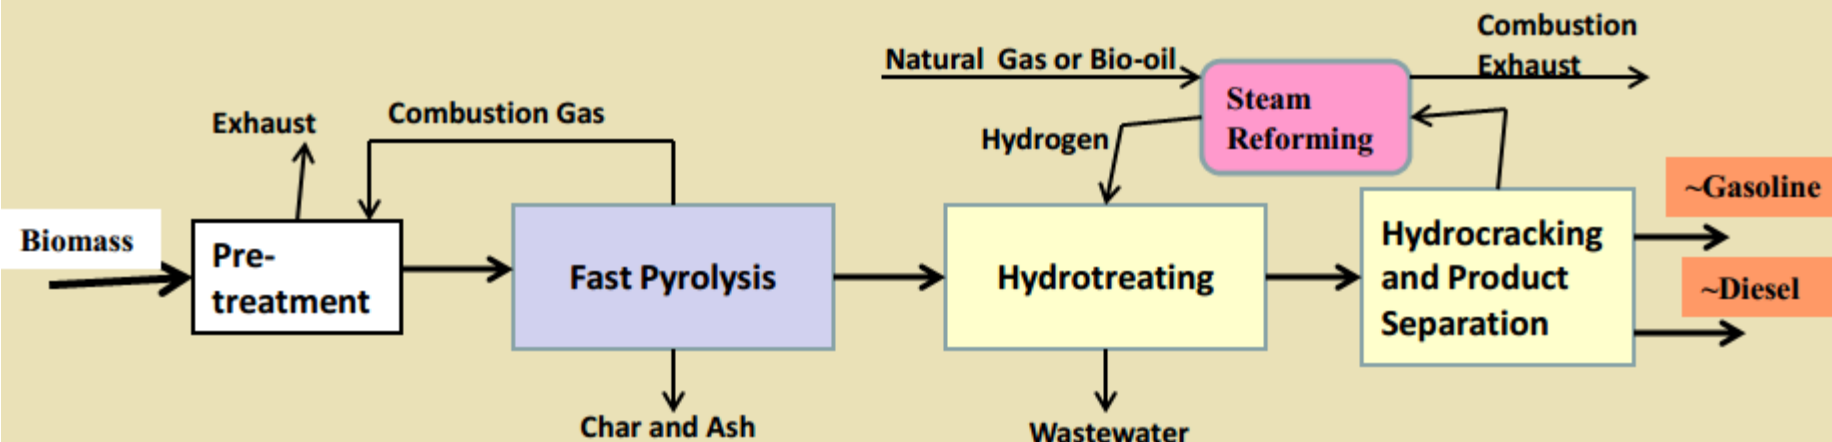 Combustion
Exhaust
Natural Gas or Bio-oil
Steam
Reforming
Exhaust
Combustion Gas
Hydrogen
~Gasoline
Biomass
Pre-
treatment
Fast Pyrolysis
Hydrotreating
Hydrocracking
and Product
Separation
~Diesel
Char and Ash
Wastewater